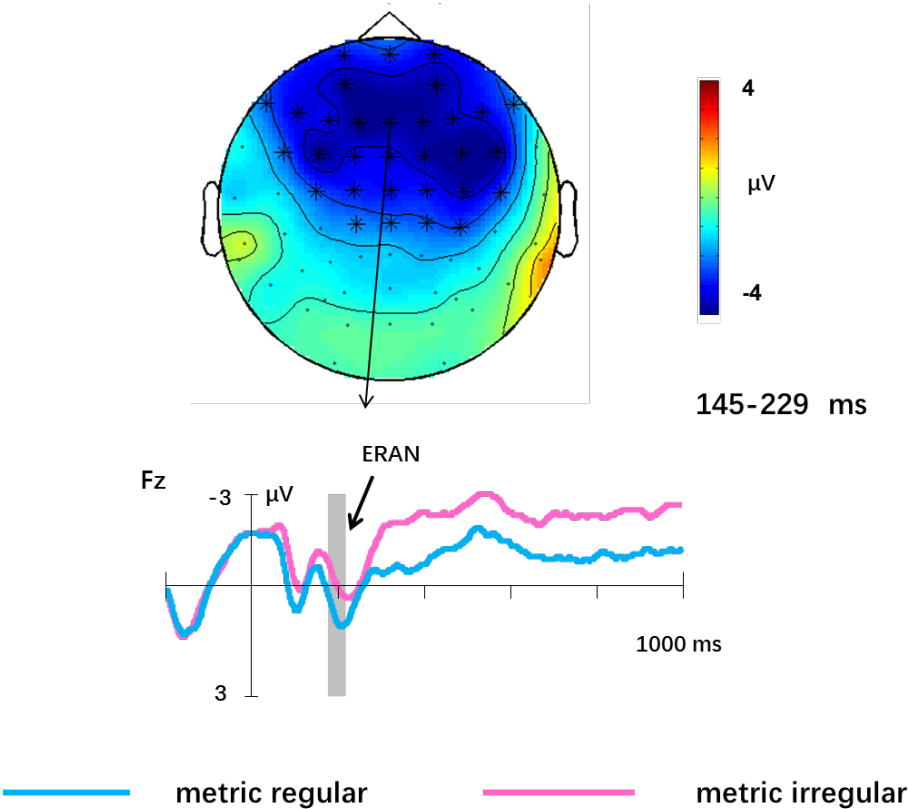 4
μV
-4
145-229 ms
ERAN
Fz
-3
μV
1000 ms
3
metric regular
metric irregular